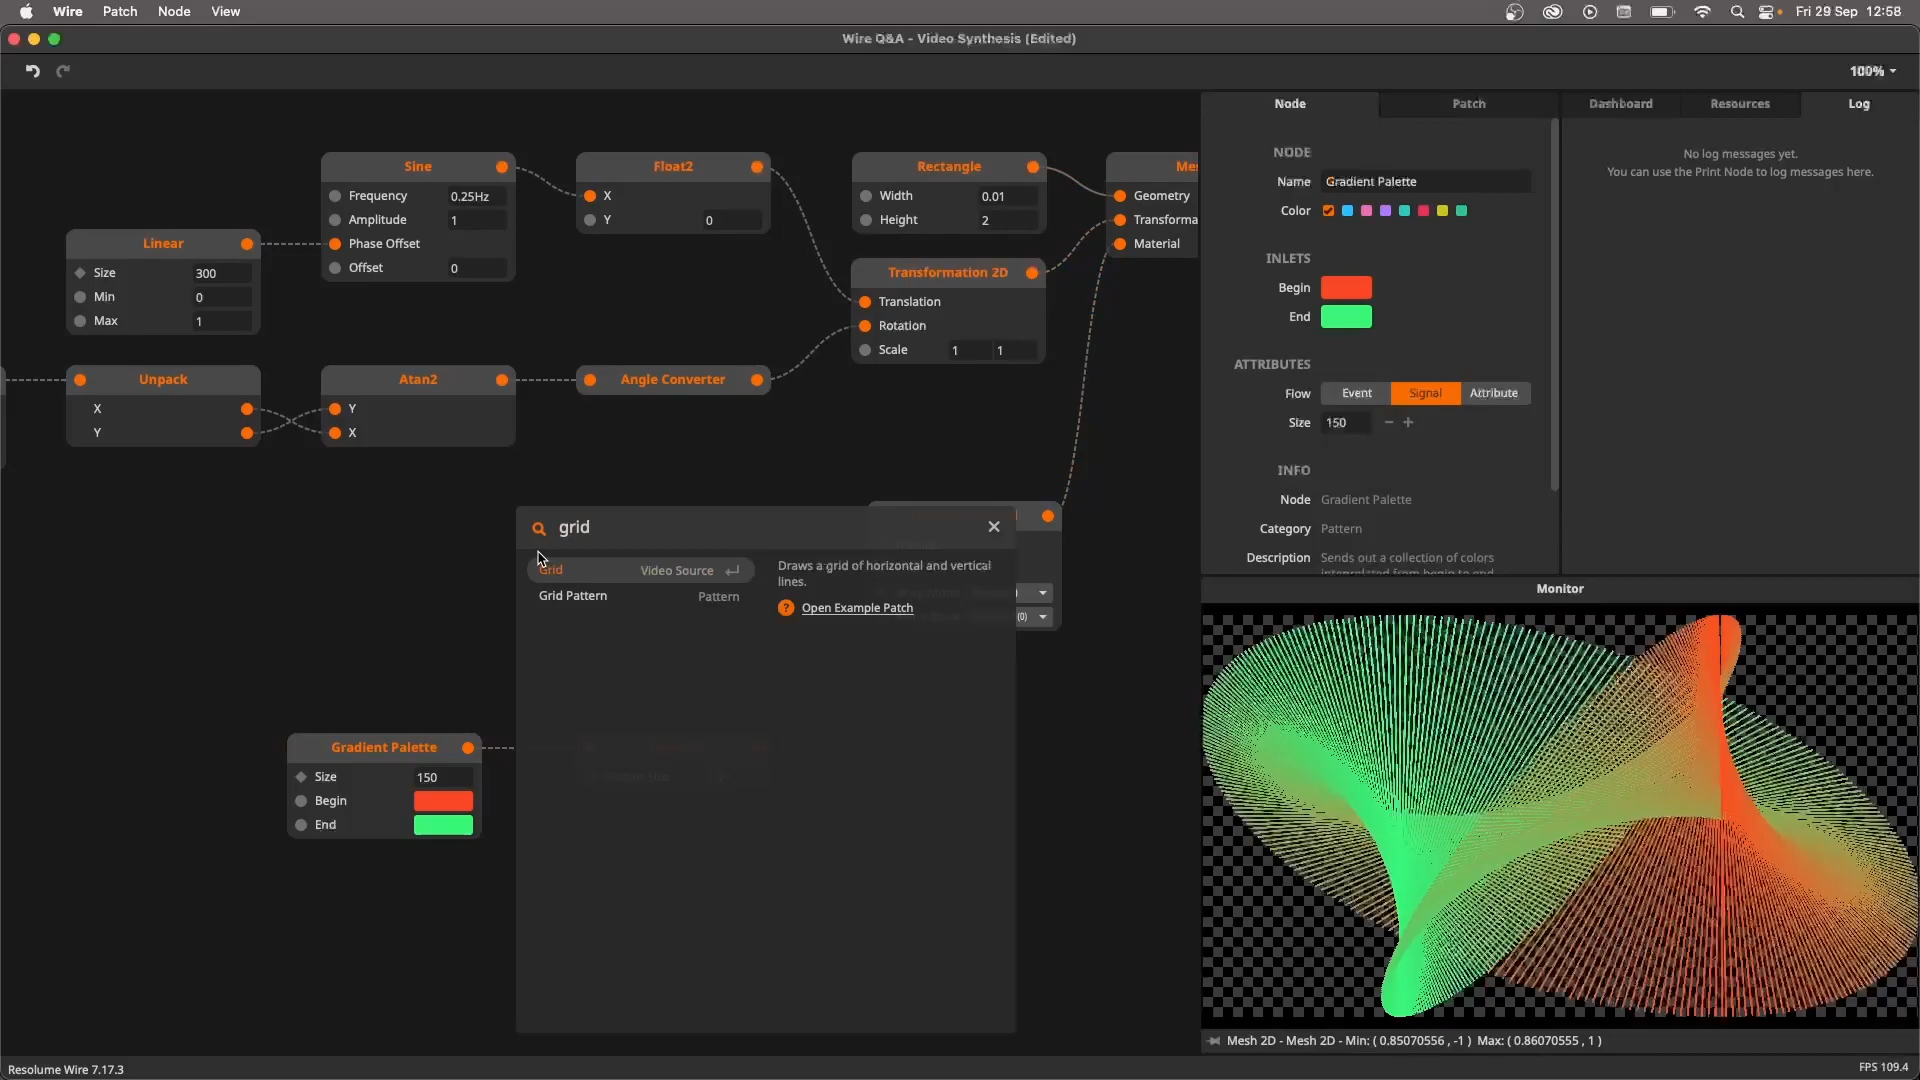 Wire Patch Node View Fri 29 Sep 12:58
Wire Q&A - Video Synthesis (Edited)
100%
Node Patch Dashboard Resources Log
NODE
Name Gradient Palette
Color
INLETS
Begin
End
ATTRIBUTES
Flow Event Signal Attribute
Size 150 − +
INFO
Node Gradient Palette
Category Pattern
Description Sends out a collection of colors
interpolated from begin to end
No log messages yet.
You can use the Print Node to log messages here.
Linear
Size 300
Min 0
Max 1
Sine
Frequency 0.25Hz
Amplitude 1
Phase Offset
Offset 0
Float2
X
Y 0
Rectangle
Width 0.01
Height 2
Mes
Geometry
Transforma
Material
Transformation 2D
Translation
Rotation
Scale 1 1
Unpack
X
Y
Atan2
Y
X
Angle Converter
grid
Grid Video Source
Grid Pattern Pattern
Draws a grid of horizontal and vertical
lines.
? Open Example Patch
(0)
Gradient Palette
Size 150
Begin
End
Monitor
Mesh 2D - Mesh 2D - Min: ( 0.85070556 , -1 ) Max: ( 0.86070555 , 1 )
Resolume Wire 7.17.3
FPS 109.4